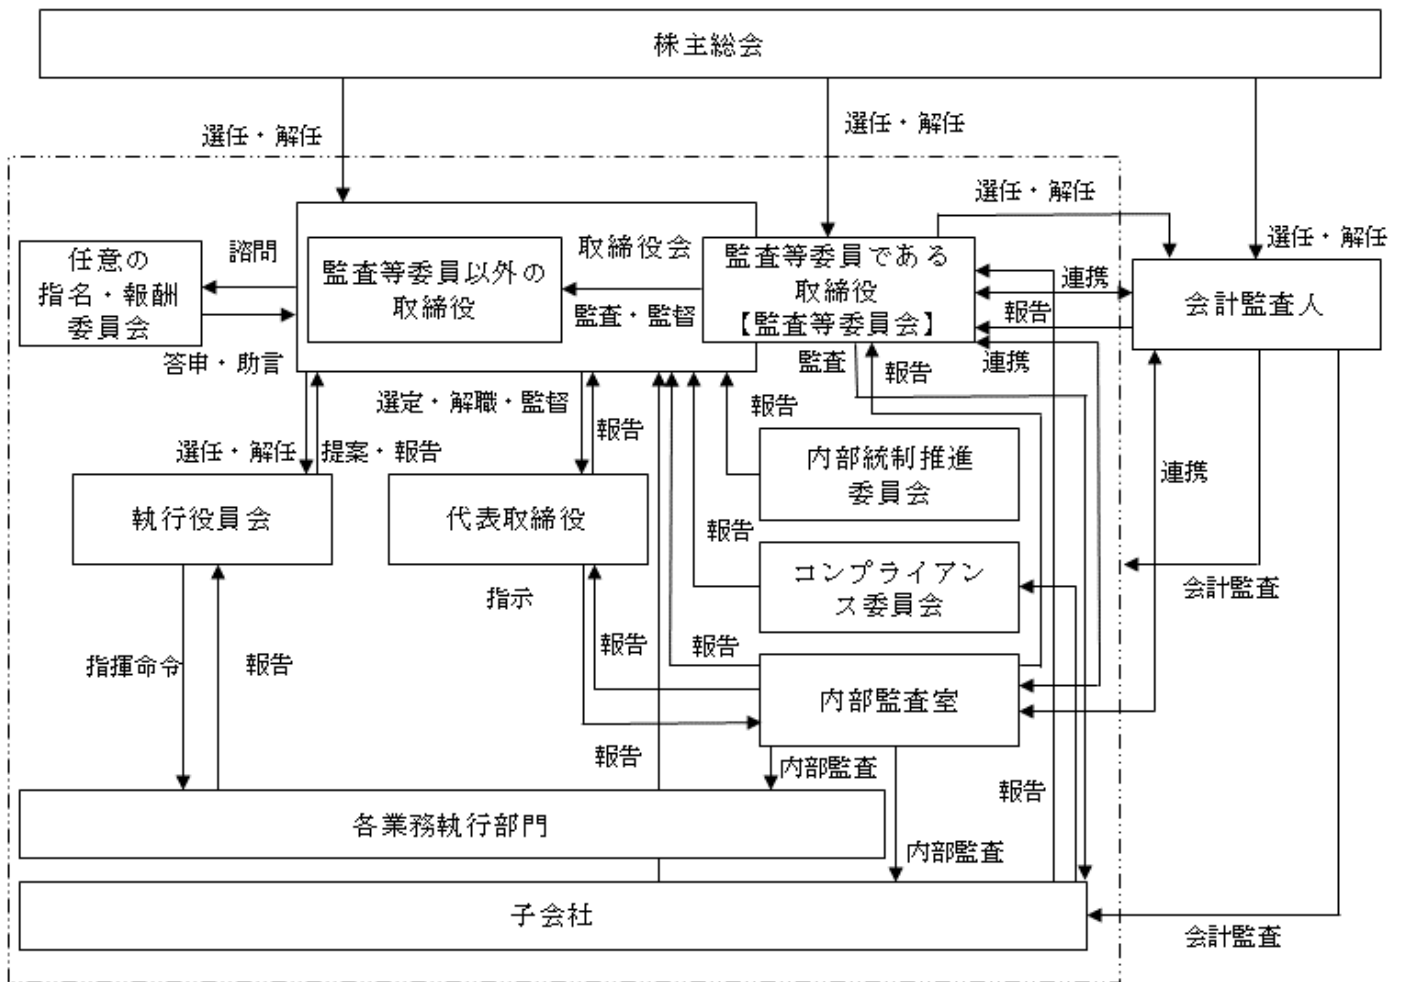 株主総会
選任・解任
選任・解任
選任・解任
選任・解任
任意の
指名・報酬
委員会
諮問
答申・助言
取締役会
監査等委員以外の
取締役
監査・監督
監査等委員である
取締役
【監査等委員会】
連携
報告
連携
会計監査人
監査
報告
選定・解職・監督
報告
報告
選任・解任
提案・報告
内部統制推進
委員会
連携
執行役員会
代表取締役
報告
コンプライアン
ス委員会
会計監査
指示
報告
報告
指揮命令
報告
内部監査室
報告
内部監査
報告
各業務執行部門
内部監査
子会社
会計監査